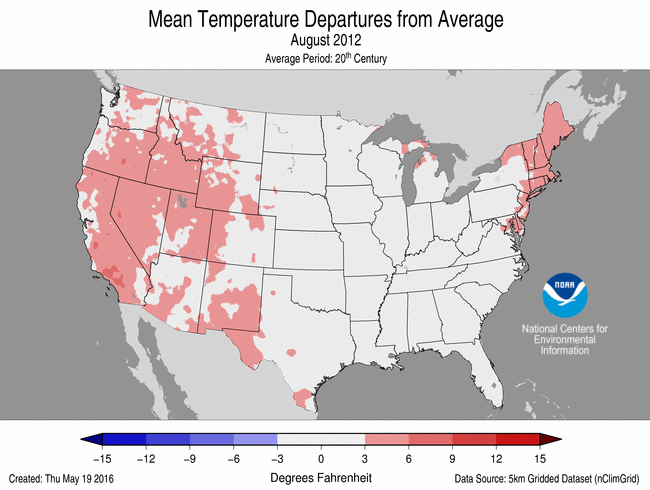 Mean Temperature Departures from Average
August 2012
Average Period: 20th Century
NOAA
National Centers for
Environmental
Information
−15 −12 −9 −6 −3 0 3 6 9 12 15
Degrees Fahrenheit
Created: Thu May 19 2016
Data Source: 5km Gridded Dataset (nClimGrid)